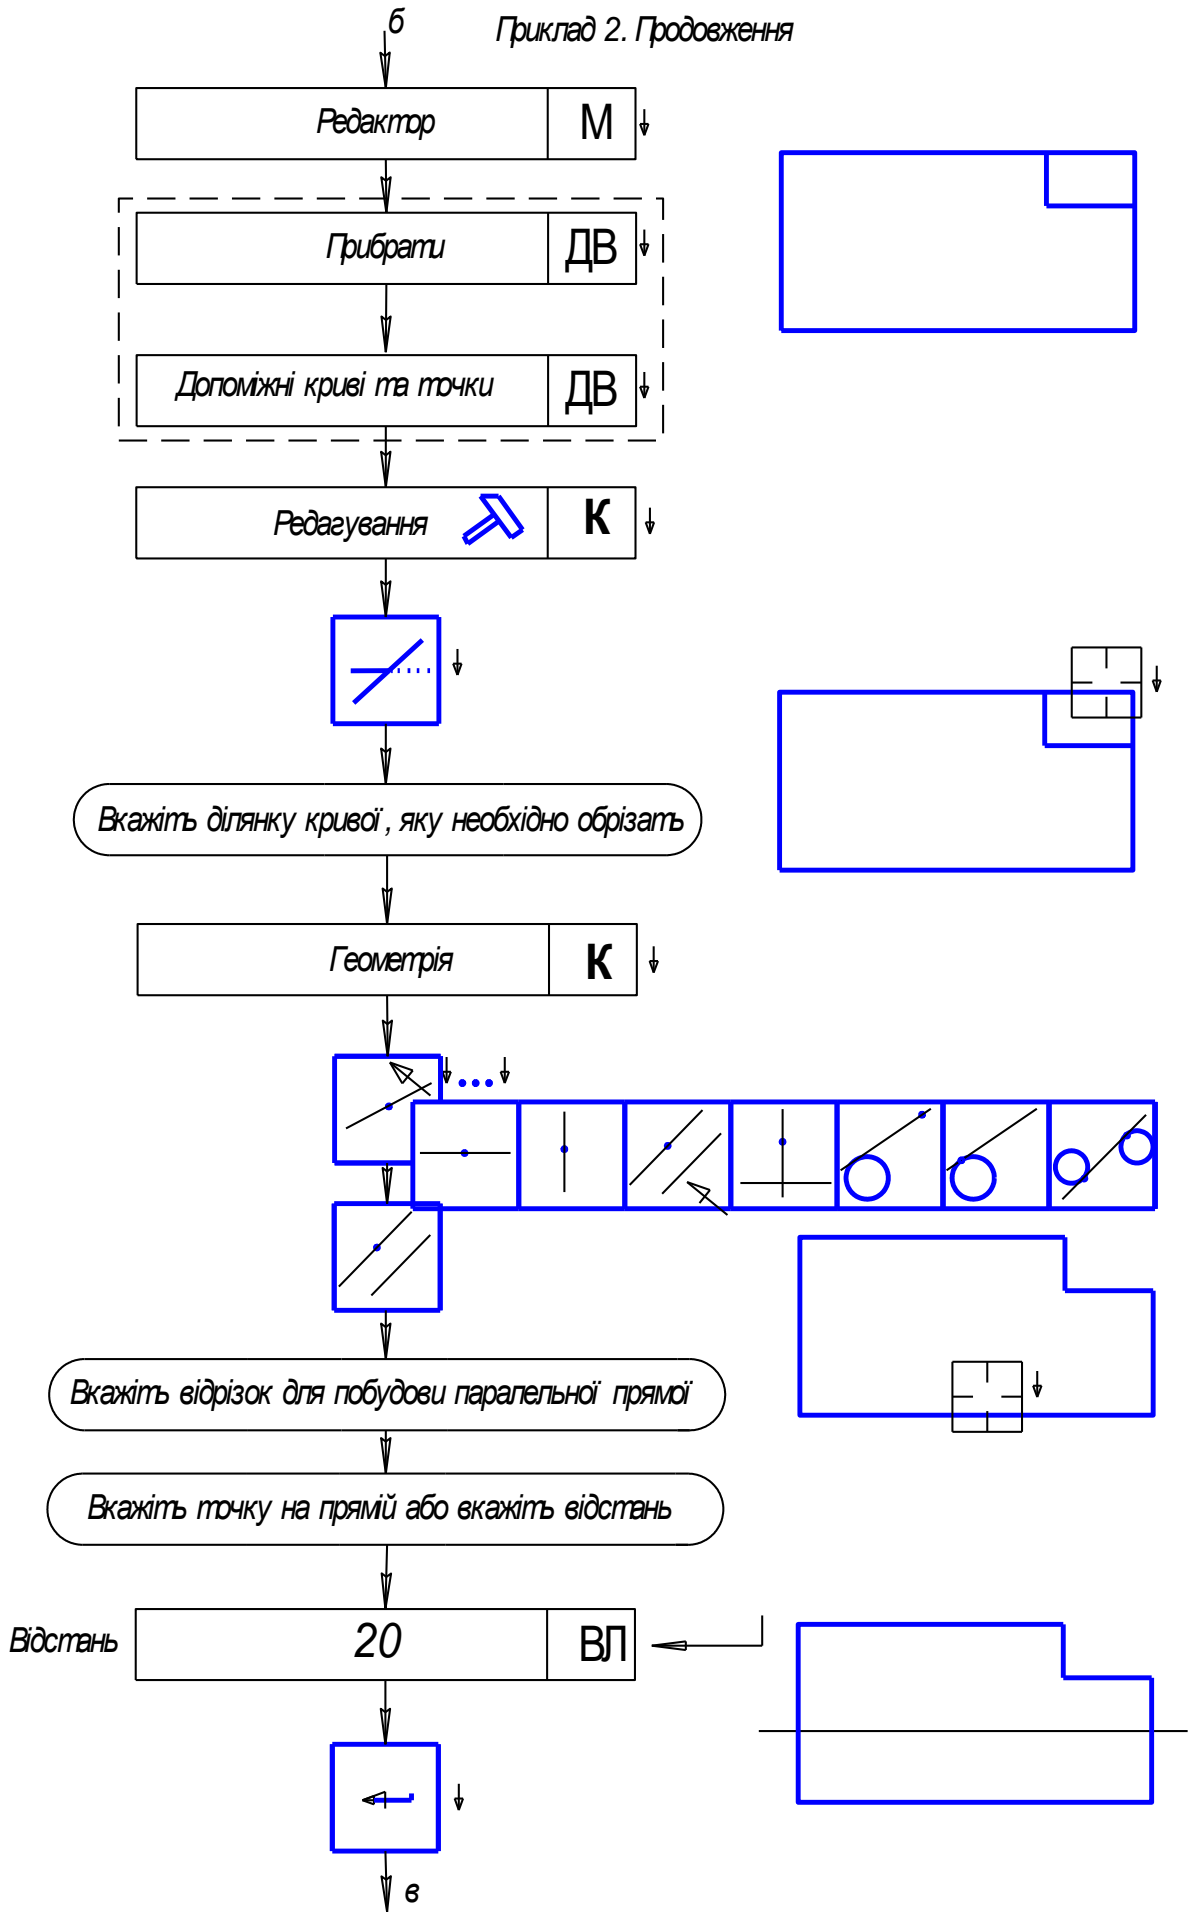 б
Приклад 2. Продовження
Редактор М
Прибрати ДВ
Допоміжні криві та точки ДВ
Редагування К
Вкажіть ділянку кривої, яку необхідно обрізать
Геометрія К
Вкажіть відрізок для побудови паралельної прямої
Вкажіть точку на прямій або вкажіть відстань
Відстань 20 ВЛ
в